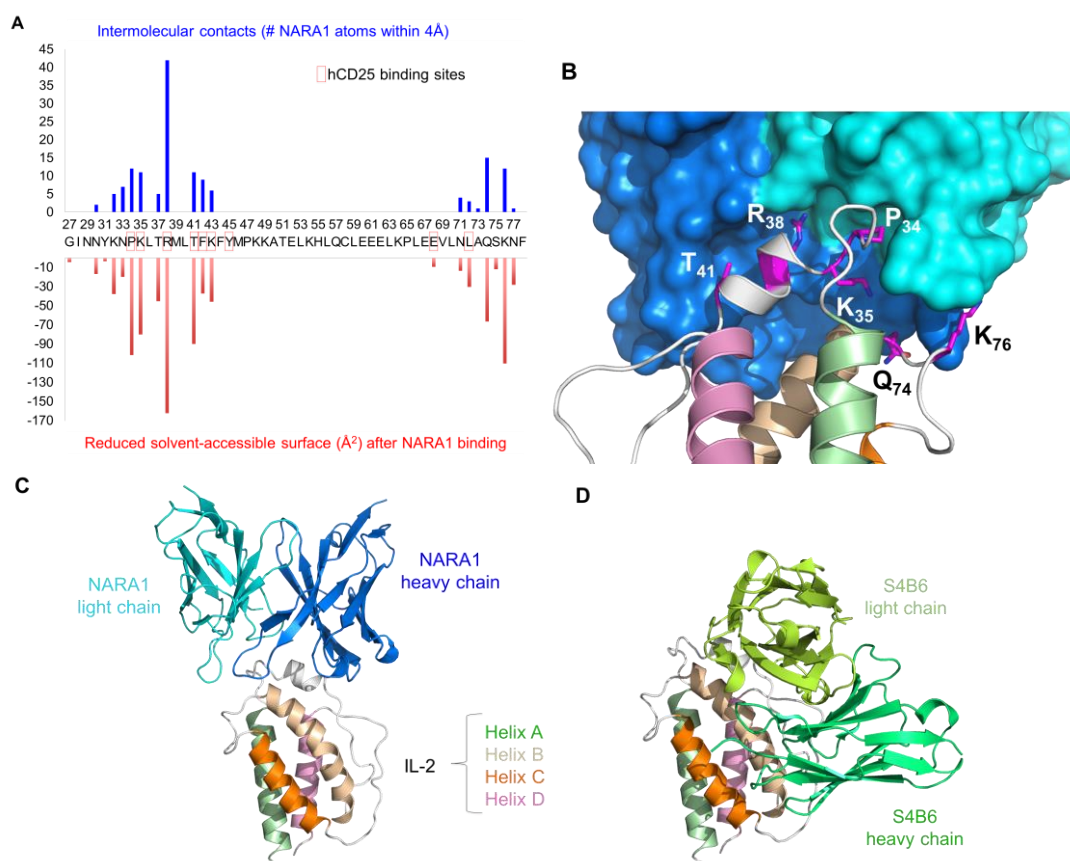 A
Intermolecular contacts (# NARA1 atoms within 4Å)
hCD25 binding sites
45
40
35
30
25
20
15
10
5
0
27 29 31 33 35 37 39 41 43 45 47 49 51 53 55 57 59 61 63 65 67 69 71 73 75 77
GINNYKNPKLTRMLTFKFYMPKKATELKHLQCLEEELKPLEEVLNLAQSKNF
-10
-30
-50
-70
-90
-110
-130
-150
-170
Reduced solvent-accessible surface (Å2) after NARA1 binding
B
R38
P34
T41
K35
K76
Q74
C
NARA1
light chain
NARA1
heavy chain
IL-2
Helix A
Helix B
Helix C
Helix D
D
S4B6
light chain
S4B6
heavy chain